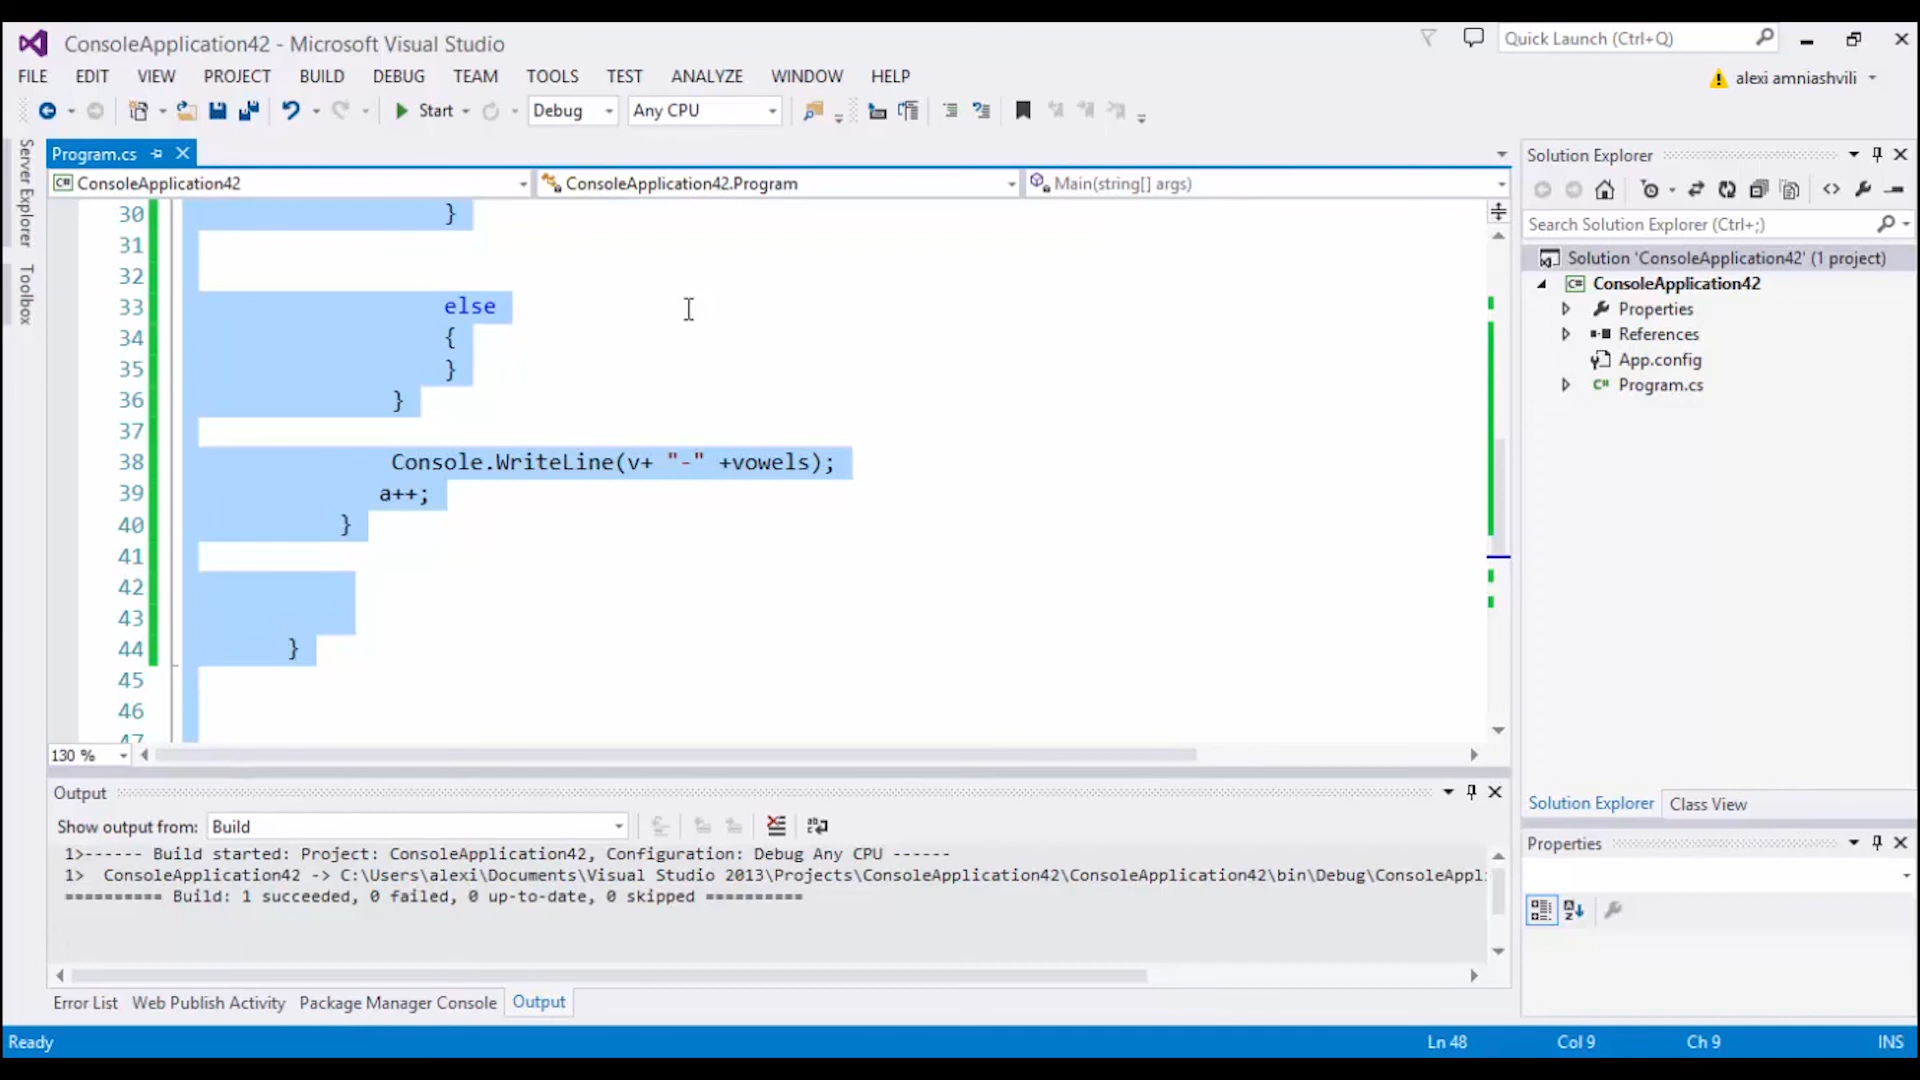 ConsoleApplication42 - Microsoft Visual Studio
Quick Launch (Ctrl+Q)
FILE EDIT VIEW PROJECT BUILD DEBUG TEAM TOOLS TEST ANALYZE WINDOW HELP
alexi amniashvili
Start Debug Any CPU
Server Explorer
Toolbox
Program.cs
ConsoleApplication42 ConsoleApplication42.Program Main(string[] args)
30 }
31
32
33 else
34 {
35 }
36 }
37
38 Console.WriteLine(v+ "-" +vowels);
39 a++;
40 }
41
42
43
44 }
45
46
47
130 %
Output
Show output from: Build
1>------ Build started: Project: ConsoleApplication42, Configuration: Debug Any CPU ------
1> ConsoleApplication42 -> C:\Users\alexi\Documents\Visual Studio 2013\Projects\ConsoleApplication42\ConsoleApplication42\bin\Debug\ConsoleAppl
========== Build: 1 succeeded, 0 failed, 0 up-to-date, 0 skipped ==========
Error List Web Publish Activity Package Manager Console Output
Solution Explorer
Search Solution Explorer (Ctrl+;)
Solution 'ConsoleApplication42' (1 project)
ConsoleApplication42
Properties
References
App.config
C# Program.cs
Solution Explorer Class View
Properties
Ready Ln 48 Col 9 Ch 9 INS